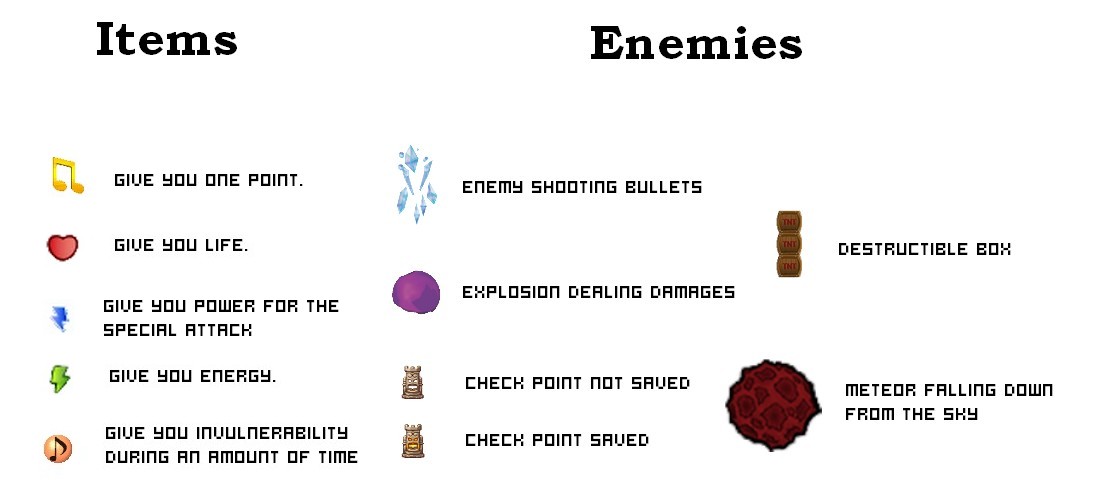 Items
GIVE YOU ONE POINT.
GIVE YOU LIFE.
GIVE YOU POWER FOR THE
SPECIAL ATTACK
GIVE YOU ENERGY.
GIVE YOU INVULNERABILITY
DURING AN AMOUNT OF TIME
Enemies
ENEMY SHOOTING BULLETS
EXPLOSION DEALING DAMAGES
CHECK POINT NOT SAVED
CHECK POINT SAVED
TNT
TNT
TNT
DESTRUCTIBLE BOX
METEOR FALLING DOWN
FROM THE SKY